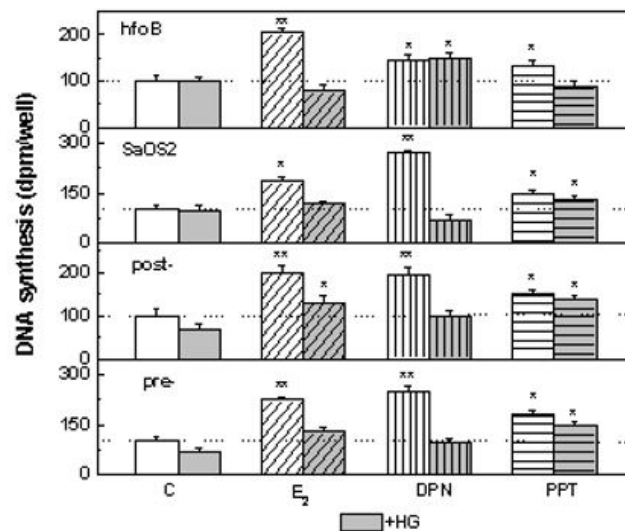 DNA synthesis (dpm/well)
hfoB
200
100
0
** * * *
SaOS2
300
150
0
* ** * *
post-
200
100
0
** * ** * *
pre-
300
150
0
** ** * *
C E₂ DPN PPT
+HG